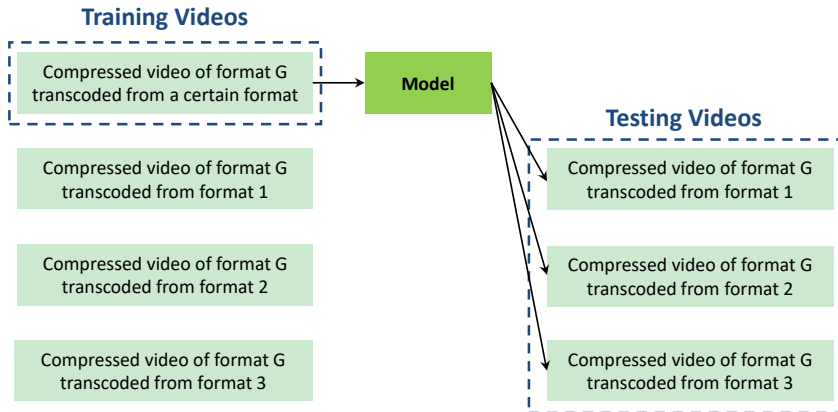 Training Videos
Compressed video of format G
transcoded from a certain format
Model
Testing Videos
Compressed video of format G
transcoded from format 1
Compressed video of format G
transcoded from format 2
Compressed video of format G
transcoded from format 3
Compressed video of format G
transcoded from format 1
Compressed video of format G
transcoded from format 2
Compressed video of format G
transcoded from format 3